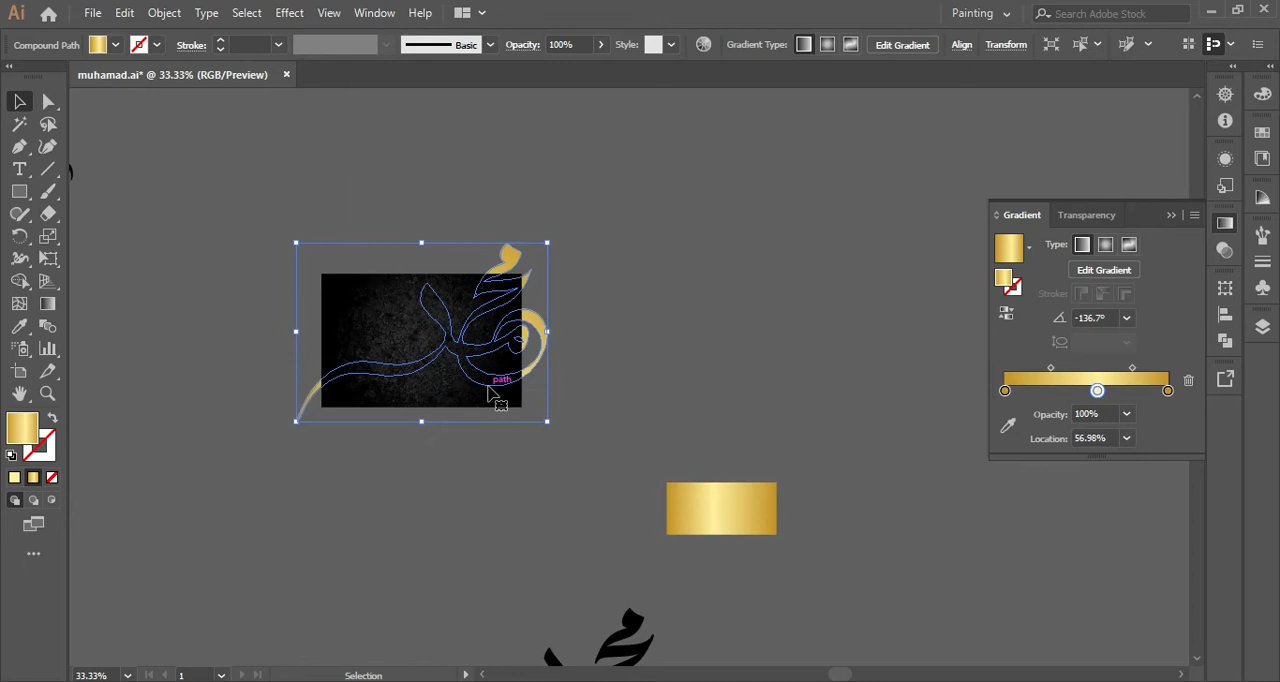 Ai File Edit Object Type Select Effect View Window Help Painting Search Adobe Stock
Compound Path Stroke: Basic Opacity: 100% Style: Gradient Type: Edit Gradient Align Transform
muhamad.ai* @ 33.33% (RGB/Preview)
Gradient Transparency
Type:
Edit Gradient
Stroke:
-136.7°
path
Opacity: 100%
Location: 56.98%
33.33% 1 Selection